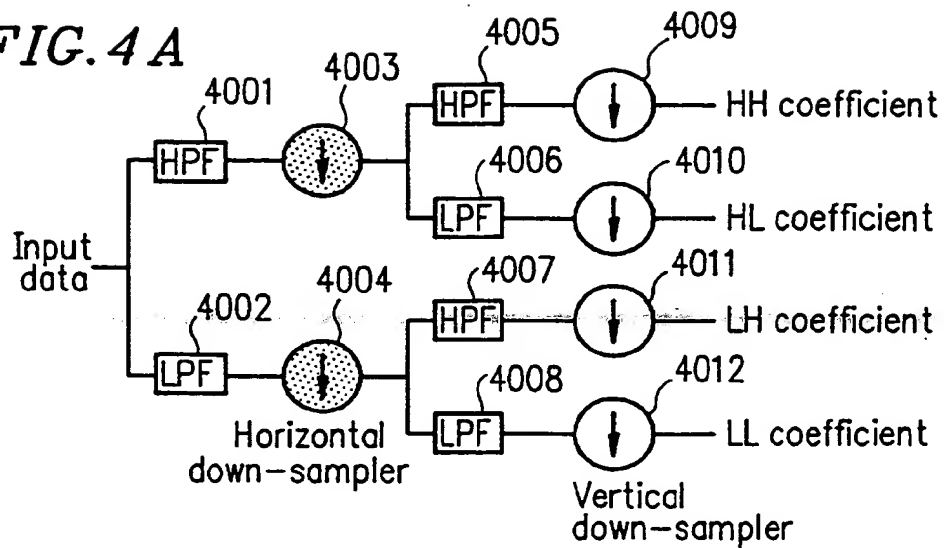 FIG. 4 A
4001
4003
4005
4009
HPF
HPF
HH coefficient
4006
4010
LPF
HL coefficient
Input
data
4002
4004
4007
4011
HPF
LH coefficient
LPF
4008
4012
LPF
LL coefficient
Horizontal
down-sampler
Vertical
down-sampler